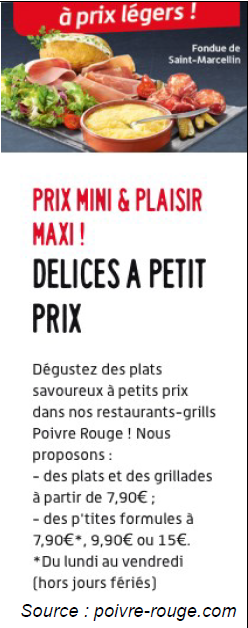 à prix légers !
Fondue de
Saint-Marcellin
PRIX MINI & PLAISIR
MAXI !
DELICES A PETIT
PRIX
Dégustez des plats
savoureux à petits prix
dans nos restaurants-grills
Poivre Rouge ! Nous
proposons :
- des plats et des grillades
à partir de 7,90€ ;
- des p'tites formules à
7,90€*, 9,90€ ou 15€.
*Du lundi au vendredi
(hors jours fériés)
Source : poivre-rouge.com